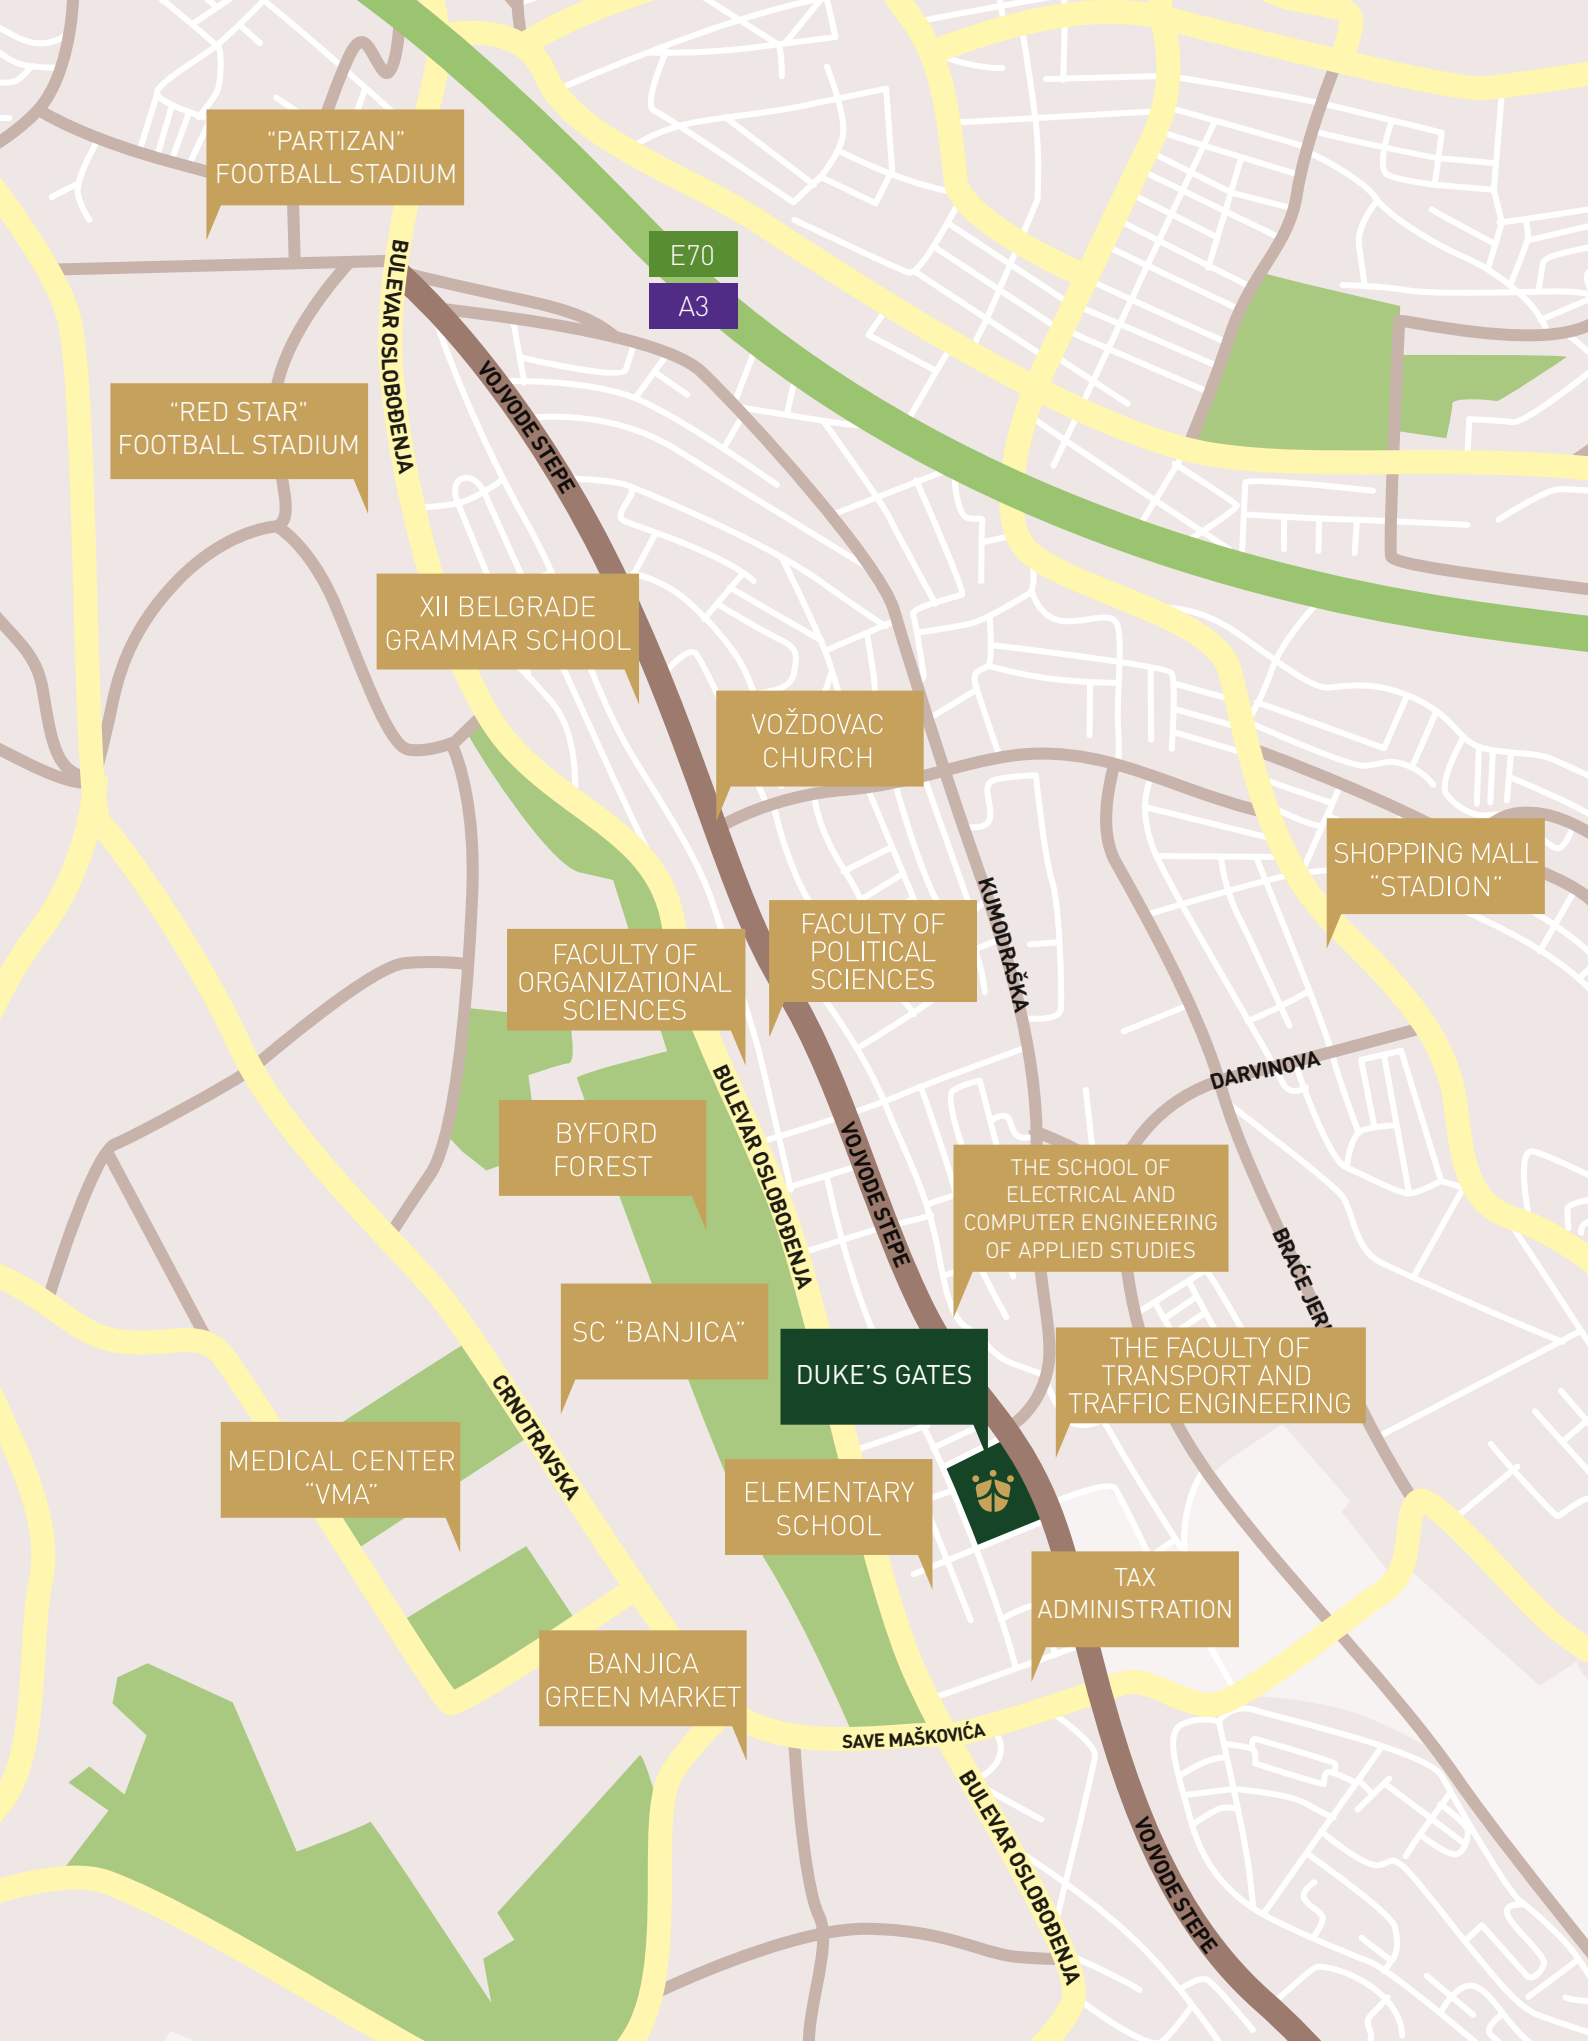 “PARTIZAN”
FOOTBALL STADIUM
E70
A3
BULEVAR OSLOBOĐENJA
VOJVODE STEPE
“RED STAR”
FOOTBALL STADIUM
XII BELGRADE
GRAMMAR SCHOOL
VOŽDOVAC
CHURCH
SHOPPING MALL
“STADION”
KUMODRAŠKA
FACULTY OF
POLITICAL
SCIENCES
FACULTY OF
ORGANIZATIONAL
SCIENCES
DARVINOVA
BULEVAR OSLOBOĐENJA
BYFORD
FOREST
VOJVODE STEPE
THE SCHOOL OF
ELECTRICAL AND
COMPUTER ENGINEERING
OF APPLIED STUDIES
BRAĆE
SC “BANJICA”
DUKE’S GATES
THE FACULTY OF
TRANSPORT AND
TRAFFIC ENGINEERING
CRNOTRAVSKA
MEDICAL CENTER
“VMA”
ELEMENTARY
SCHOOL
TAX
ADMINISTRATION
BANJICA
GREEN MARKET
SAVE MAŠKOVIĆA
BULEVAR OSLOBOĐENJA
VOJVODE STEPE